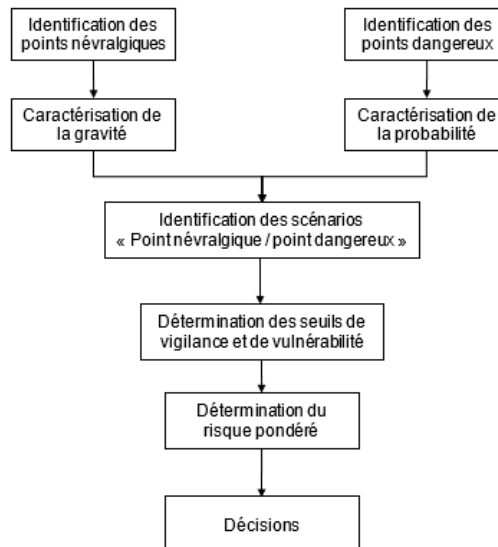 Identification des
points névralgiques
Identification des
points dangereux
Caractérisation de
la gravité
Caractérisation de
la probabilité
Identification des scénarios
« Point névralgique / point dangereux »
Détermination des seuils de
vigilance et de vulnérabilité
Détermination du
risque pondéré
Décisions